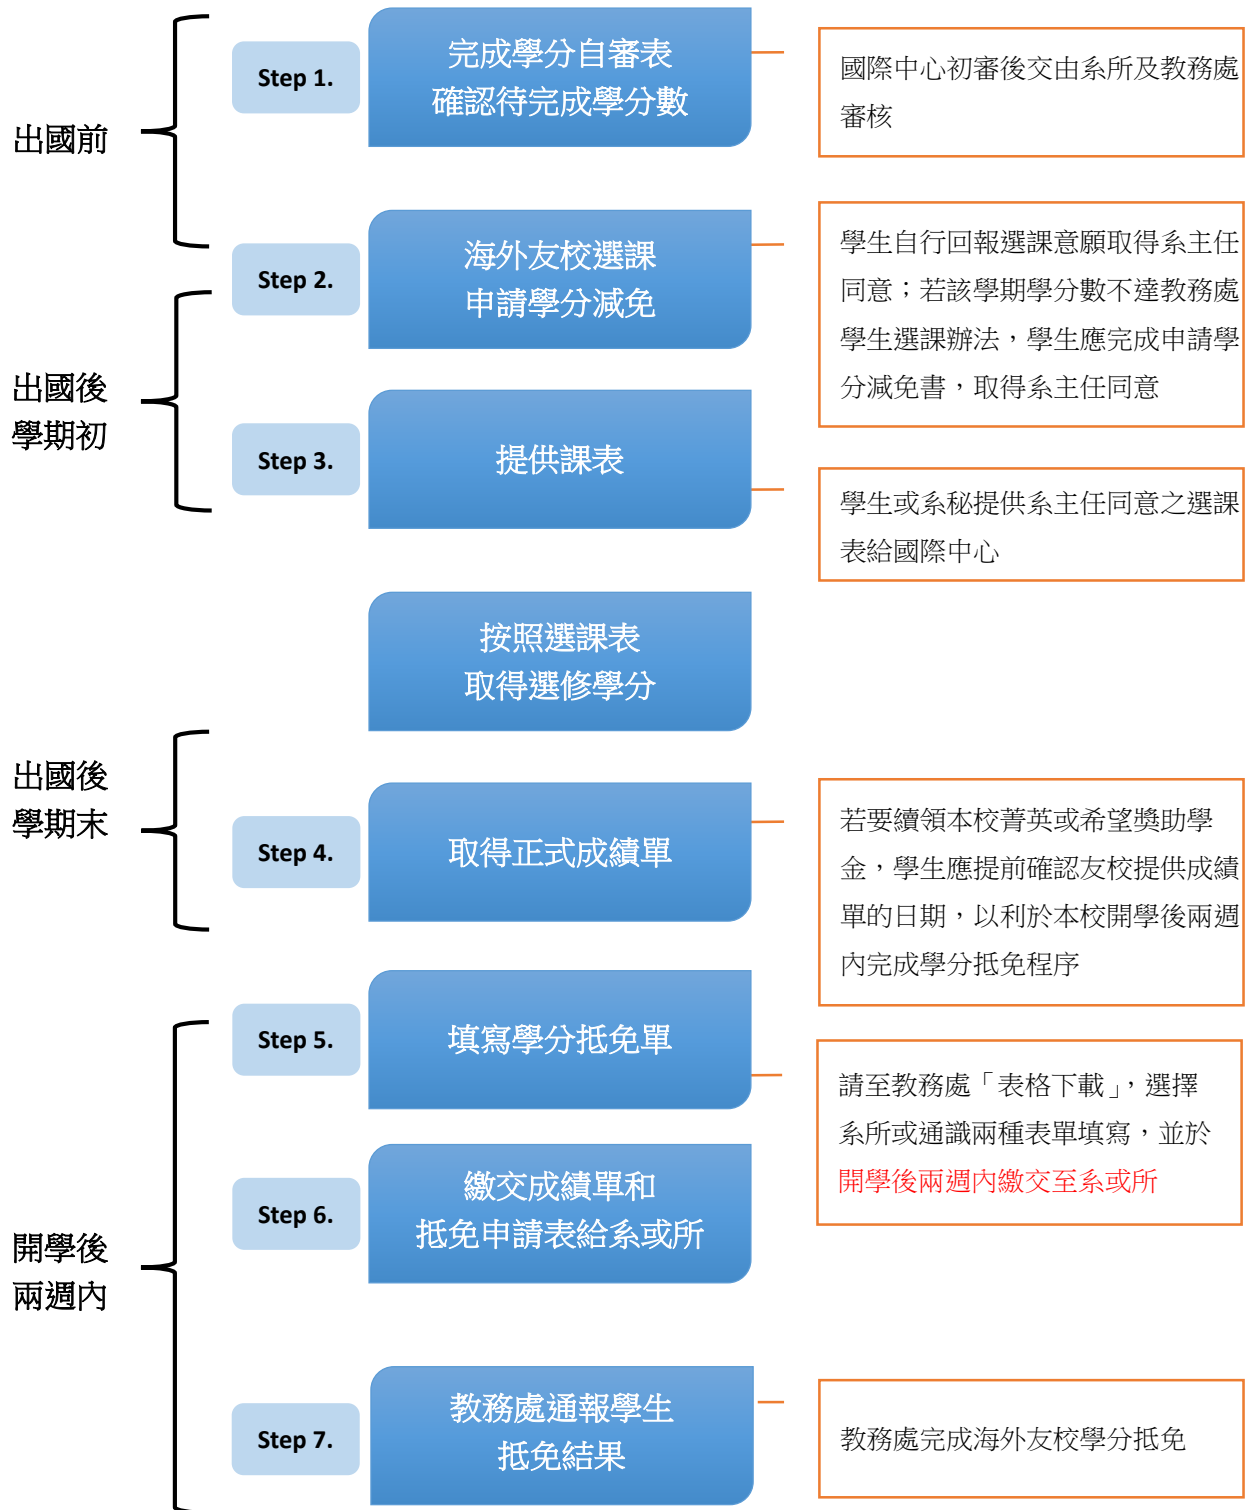 出國前
Step 1.
完成學分自審表
確認待完成學分數
國際中心初審後交由系所及教務處
審核
Step 2.
海外友校選課
申請學分減免
學生自行回報選課意願取得系主任
同意；若該學期學分數不達教務處
學生選課辦法，學生應完成申請學
分減免書，取得系主任同意
出國後
學期初
Step 3.
提供課表
學生或系秘提供系主任同意之選課
表給國際中心
按照選課表
取得選修學分
出國後
學期末
Step 4.
取得正式成績單
若要續領本校菁英或希望獎助學
金，學生應提前確認友校提供成績
單的日期，以利於本校開學後兩週
內完成學分抵免程序
開學後
兩週內
Step 5.
填寫學分抵免單
請至教務處「表格下載」，選擇
系所或通識兩種表單填寫，並於
開學後兩週內繳交至系或所
Step 6.
繳交成績單和
抵免申請表給系或所
Step 7.
教務處通報學生
抵免結果
教務處完成海外友校學分抵免